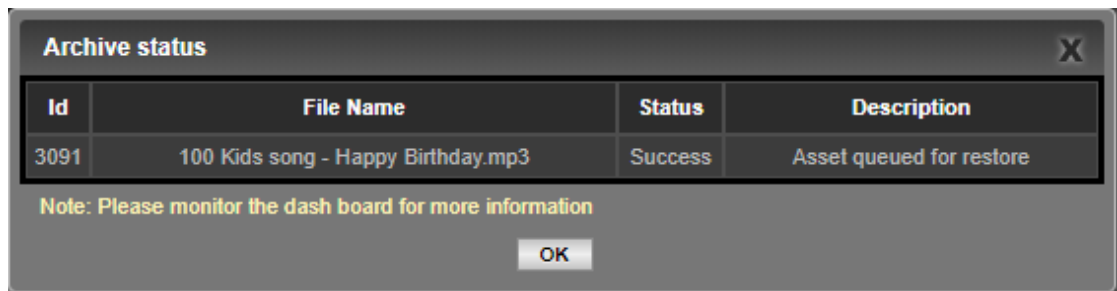 Archive status X
Id File Name Status Description
3091 100 Kids song - Happy Birthday.mp3 Success Asset queued for restore
Note: Please monitor the dash board for more information
OK